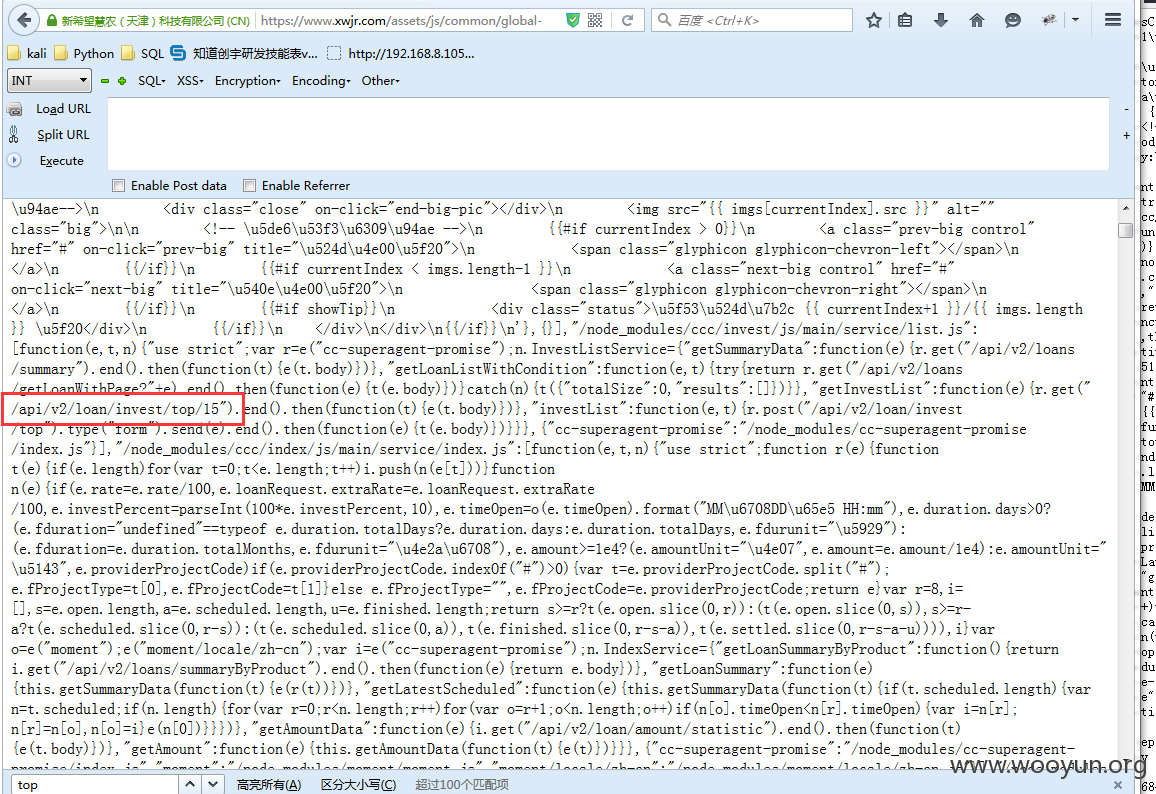 新希望慧农（天津）科技有限公司 (CN) https://www.xwjr.com/assets/js/common/global- 百度 <Ctrl+K>
kali Python SQL 知道创宇研发技能表v... http://192.168.8.105...
INT SQL- XSS- Encryption- Encoding- Other-
Load URL
Split URL
Execute
Enable Post data Enable Referrer
\u94ae-->\n <div class="close" on-click="end-big-pic"></div>\n <img src="{{ imgs[currentIndex].src }}" alt=""
class="big">\n\n <!-- \u5de6\u53f3\u6309\u94ae -->\n {{#if currentIndex > 0}}\n <a class="prev-big control"
href="#" on-click="prev-big" title="\u524d\u4e00\u5f20">\n <span class="glyphicon glyphicon-chevron-left"></span>\n
</a>\n {{/if}}\n {{#if currentIndex < imgs.length-1 }}\n <a class="next-big control" href="#"
on-click="next-big" title="\u540e\u4e00\u5f20">\n <span class="glyphicon glyphicon-chevron-right"></span>\n
</a>\n {{/if}}\n {{#if showTip}}\n <div class="status">\u5f53\u524d\u7b2c {{ currentIndex+1 }}/{{ imgs.length
}} \u5f20</div>\n {{/if}}\n </div>\n</div>\n{{/if}}\n'},{}],"/node_modules/ccc/invest/js/main/service/list.js":
[function(e,t,n){"use strict";var r=e("cc-superagent-promise");n.InvestListService={"getSummaryData":function(e){r.get("/api/v2/loans
/summary").end().then(function(t){e(t.body)})},"getLoanListWithCondition":function(e,t){try{return r.get("/api/v2/loans
/getLoanWithPage?"+e).end().then(function(e){t(e.body)})}catch(n){t({"totalSize":0,"results":[]})}},"getInvestList":function(e){r.get("
/api/v2/loan/invest/top/15").end().then(function(t){e(t.body)})},"investList":function(e,t){r.post("/api/v2/loan/invest
/top").type("form").send(e).end().then(function(e){t(e.body)})}}},{"cc-superagent-promise":"/node_modules/cc-superagent-promise
/index.js"}],"/node_modules/ccc/index/js/main/service/index.js":[function(e,t,n){"use strict";function r(e){function
t(e){if(e.length)for(var t=0;t<e.length;t++)i.push(n(e[t]))}function
n(e){if(e.rate=e.rate/100,e.loanRequest.extraRate=e.loanRequest.extraRate
/100,e.investPercent=parseInt(100*e.investPercent,10),e.timeOpen=o(e.timeOpen).format("MM\u6708DD\u65e5 HH:mm"),e.duration.days>0?
(e.fduration="undefined"==typeof e.duration.totalDays?e.duration.days:e.duration.totalDays,e.fdurunit="\u5929"):
(e.fduration=e.duration.totalMonths,e.fdurunit="\u4e2a\u6708"),e.amount>=1e4?(e.amountUnit="\u4e07",e.amount=e.amount/1e4):e.amountUnit="
\u5143",e.providerProjectCode)if(e.providerProjectCode.indexOf("#")>0){var t=e.providerProjectCode.split("#");
e.fProjectType=t[0],e.fProjectCode=t[1]}else e.fProjectType="",e.fProjectCode=e.providerProjectCode;return e}var r=8,i=
[],s=e.open.length,a=e.scheduled.length,u=e.finished.length;return s>=r?t(e.open.slice(0,r)):(t(e.open.slice(0,s)),s>=r-
a?t(e.scheduled.slice(0,r-s)):(t(e.scheduled.slice(0,a)),t(e.finished.slice(0,r-s-a)),t(e.settled.slice(0,r-s-a-u)))),i}var
o=e("moment");e("moment/locale/zh-cn");var i=e("cc-superagent-promise");n.IndexService={"getLoanSummaryByProduct":function(){return
i.get("/api/v2/loans/summaryByProduct").end().then(function(e){return e.body})},"getLoanSummary":function(e)
{this.getSummaryData(function(t){e(r(t))})},"getLatestScheduled":function(e){this.getSummaryData(function(t){if(t.scheduled.length){var
n=t.scheduled;if(n.length){for(var r=0;r<n.length;r++)for(var o=r+1;o<n.length;o++)if(n[o].timeOpen<n[r].timeOpen){var i=n[r];
n[r]=n[o],n[o]=i}e(n[0])}}})},"getAmountData":function(e){i.get("/api/v2/loan/amount/statistic").end().then(function(t)
{e(t.body)})},"getAmount":function(e){this.getAmountData(function(t){e(t)})}}},{"cc-superagent-promise":"/node_modules/cc-superagent-
www.wooyun.org
top 高亮所有(A) 区分大小写(C) 超过100个匹配项